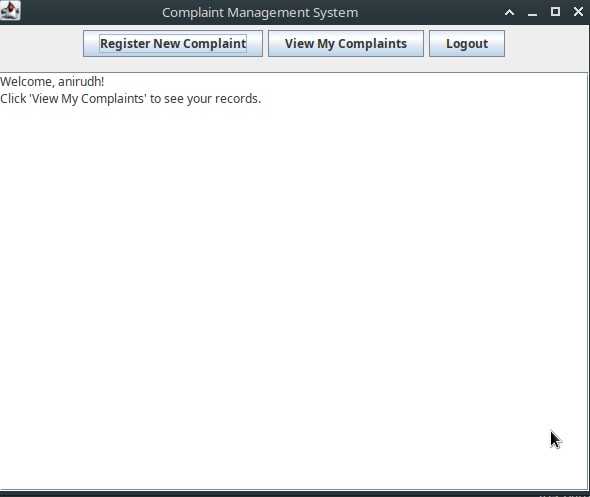 Complaint Management System
Register New Complaint View My Complaints Logout
Welcome, anirudh!
Click 'View My Complaints' to see your records.